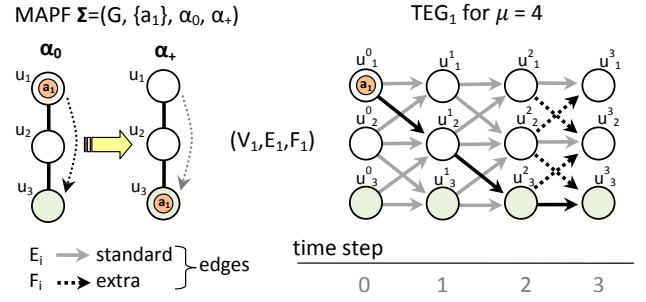 MAPF Σ=(G, {a₁}, α₀, α₊)
TEG₁ for μ = 4
α₀
α₊
u₁
a₁
u₂
u₃
u₁
u₂
u₃
a₁
(V₁,E₁,F₁)
u⁰₁ u¹₁ u²₁ u³₁
a₁
u⁰₂ u¹₂ u²₂ u³₂
u⁰₃ u¹₃ u²₃ u³₃
Eᵢ standard
Fᵢ extra
edges
time step
0 1 2 3